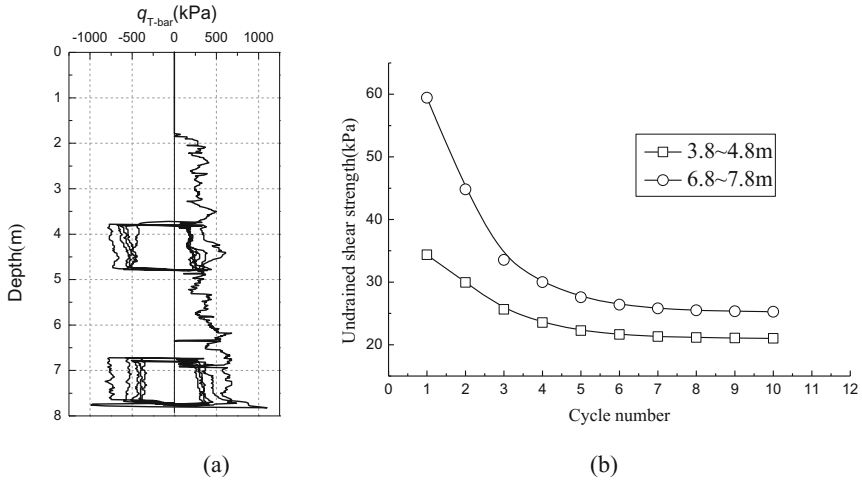 q_T-bar(kPa)
-1000 -500 0 500 1000
0
1
2
3
4
5
6
7
8
Depth(m)
(a)
60
50
40
30
20
Undrained shear strength(kPa)
3.8~4.8m
6.8~7.8m
0 1 2 3 4 5 6 7 8 9 10 11 12
Cycle number
(b)